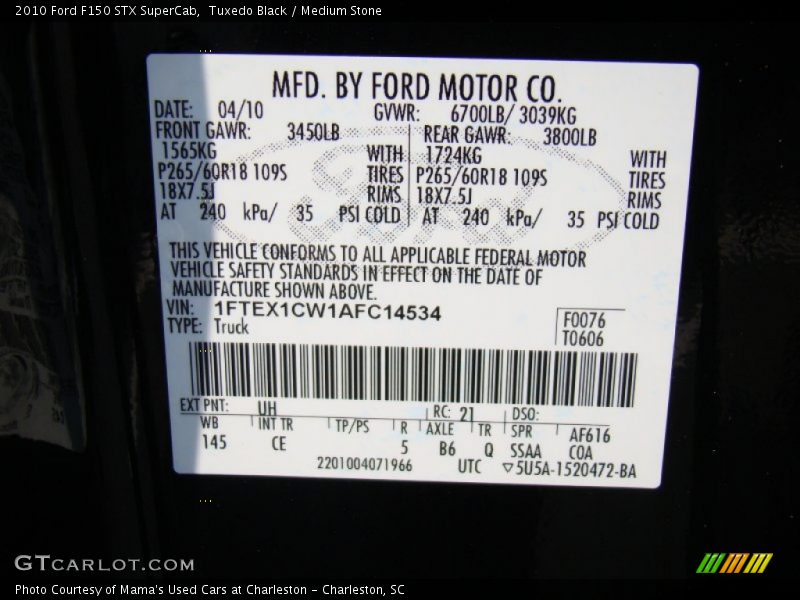 2010 Ford F150 STX SuperCab, Tuxedo Black / Medium Stone
MFD. BY FORD MOTOR CO.
DATE: 04/10 GVWR: 6700LB/ 3039KG
FRONT GAWR: 3450LB REAR GAWR: 3800LB
1565KG WITH 1724KG WITH
P265/60R18 109S TIRES P265/60R18 109S TIRES
18X7.5J RIMS 18X7.5J RIMS
AT 240 kPa/ 35 PSI COLD AT 240 kPa/ 35 PSI COLD
THIS VEHICLE CONFORMS TO ALL APPLICABLE FEDERAL MOTOR
VEHICLE SAFETY STANDARDS IN EFFECT ON THE DATE OF
MANUFACTURE SHOWN ABOVE.
VIN: 1FTEX1CW1AFC14534
TYPE: Truck
F0076
T0606
EXT PNT: UH RC: 21 DSO:
WB INT TR TP/PS R AXLE TR SPR AF616
145 CE 5 B6 Q SSAA COA
2201004071966 UTC ▽5U5A-1520472-BA
GTCARLOT.COM
Photo Courtesy of Mama's Used Cars at Charleston - Charleston, SC